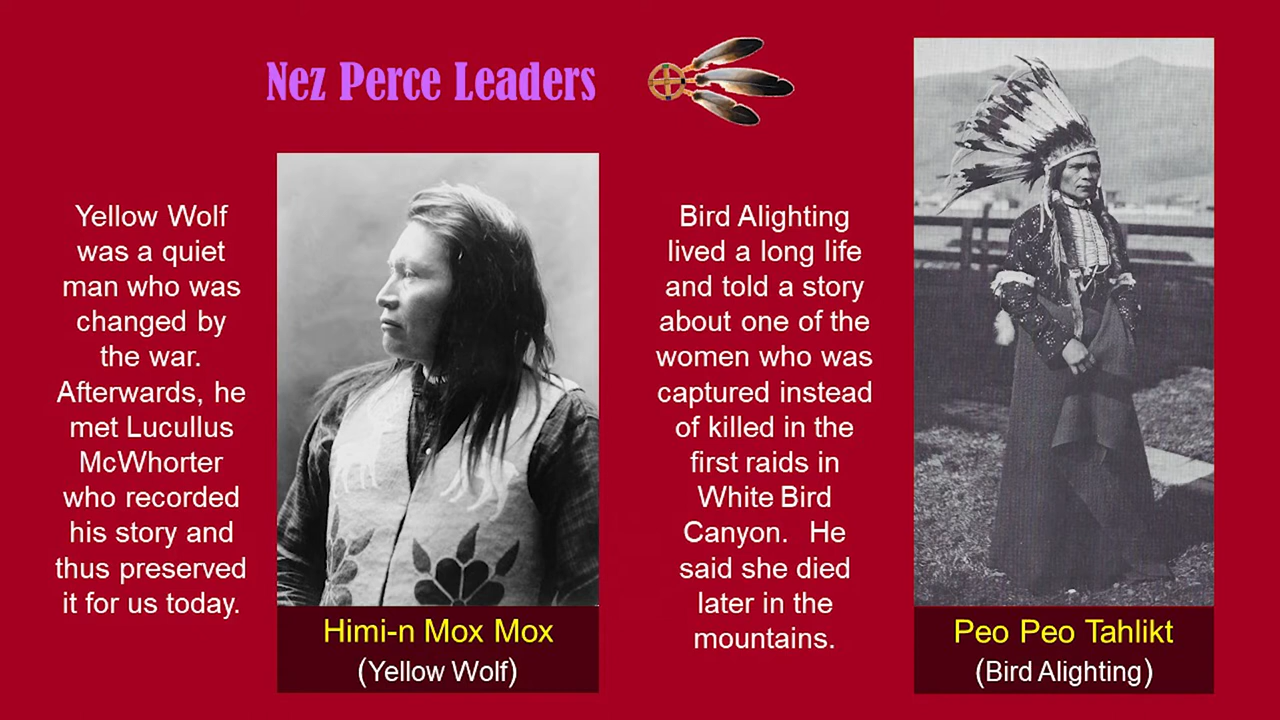 Nez Perce Leaders
Yellow Wolf
was a quiet
man who was
changed by
the war.
Afterwards, he
met Lucullus
McWhorter
who recorded
his story and
thus preserved
it for us today.
Himi-n Mox Mox
(Yellow Wolf)
Bird Alighting
lived a long life
and told a story
about one of the
women who was
captured instead
of killed in the
first raids in
White Bird
Canyon.  He
said she died
later in the
mountains.
Peo Peo Tahlikt
(Bird Alighting)